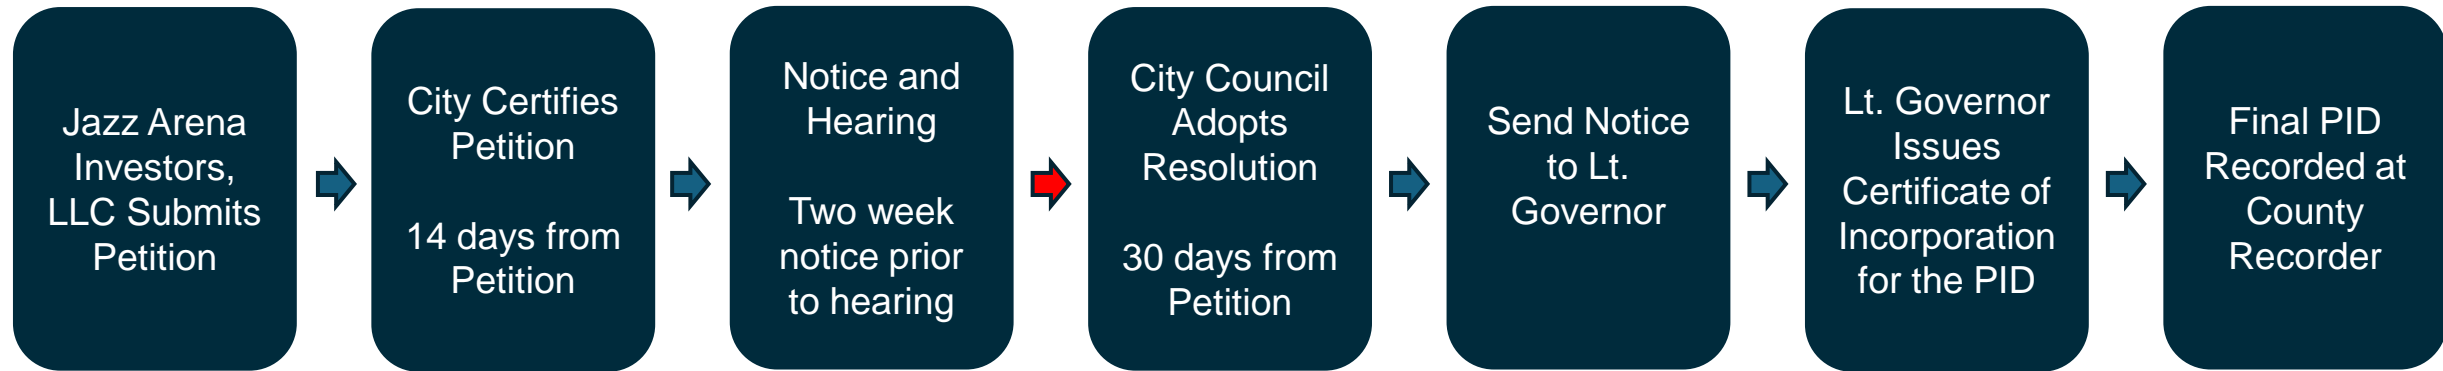 Jazz Arena
Investors,
LLC Submits
Petition
City Certifies
Petition
14 days from
Petition
Notice and
Hearing
Two week
notice prior
to hearing
City Council
Adopts
Resolution
30 days from
Petition
Send Notice
to Lt.
Governor
Lt. Governor
Issues
Certificate of
Incorporation
for the PID
Final PID
Recorded at
County
Recorder